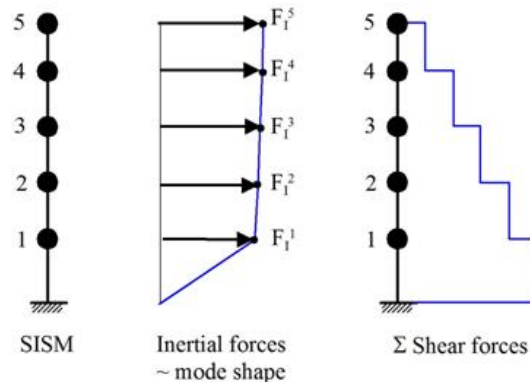 5
4
3
2
1
SISM
F_I^5
F_I^4
F_I^3
F_I^2
F_I^1
Inertial forces
~ mode shape
5
4
3
2
1
Σ Shear forces